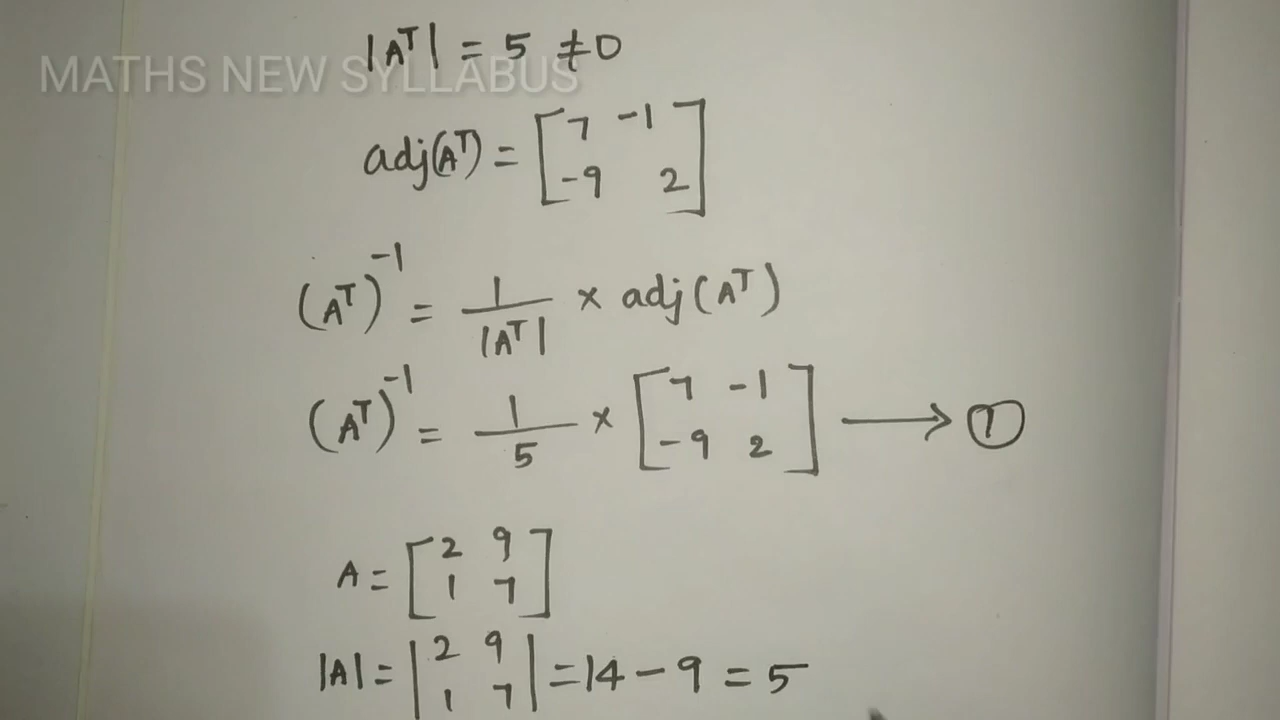 |Aᵀ| = 5 ≠ 0
MATHS NEW SYLLABUS
adj(Aᵀ) = [7 -1
-9 2]
(Aᵀ)⁻¹ = 1/|Aᵀ| × adj(Aᵀ)
(Aᵀ)⁻¹ = 1/5 × [7 -1
-9 2] ⟶ ①
A = [2 9
1 7]
|A| = |2 9
1 7| = 14 - 9 = 5